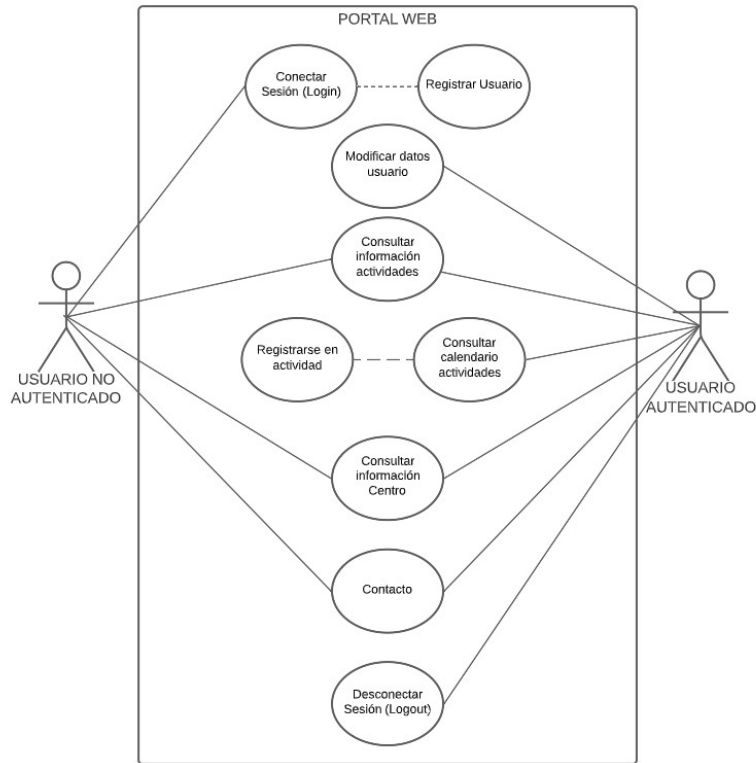 PORTAL WEB
Conectar
Sesión (Login)
Registrar Usuario
Modificar datos
usuario
Consultar
información
actividades
Registrarse en
actividad
Consultar
calendario
actividades
USUARIO NO
AUTENTICADO
USUARIO
AUTENTICADO
Consultar
información
Centro
Contacto
Desconectar
Sesión (Logout)